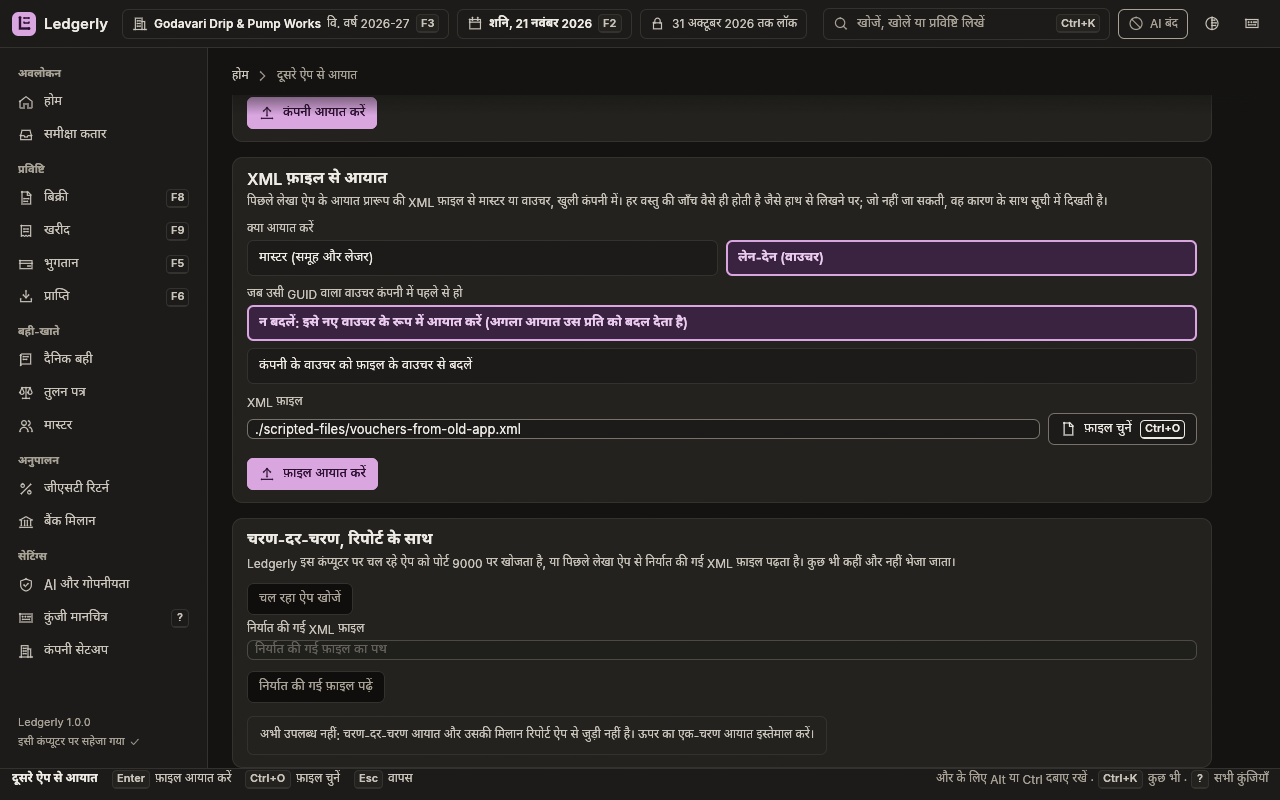 Ledgerly
Godavari Drip & Pump Works वि. वर्ष 2026-27 F3
शनि, 21 नवंबर 2026 F2
31 अक्टूबर 2026 तक लॉक
खोजें, खोलें या प्रविष्टि लिखें Ctrl+K
AI बंद
अवलोकन
होम
समीक्षा कतार
प्रविष्टि
बिक्री F8
खरीद F9
भुगतान F5
प्राप्ति F6
बही-खाते
दैनिक बही
तुलन पत्र
मास्टर
अनुपालन
जीएसटी रिटर्न
बैंक मिलान
सेटिंग्स
AI और गोपनीयता
कुंजी मानचित्र ?
कंपनी सेटअप
Ledgerly 1.0.0
इसी कंप्यूटर पर सहेजा गया
होम > दूसरे ऐप से आयात
कंपनी आयात करें
XML फ़ाइल से आयात
पिछले लेखा ऐप के आयात प्रारूप की XML फ़ाइल से मास्टर या वाउचर, खुली कंपनी में। हर वस्तु की जाँच वैसे ही होती है जैसे हाथ से लिखने पर; जो नहीं जा सकती, वह कारण के साथ सूची में दिखती है।
क्या आयात करें
मास्टर (समूह और लेजर)
लेन-देन (वाउचर)
जब उसी GUID वाला वाउचर कंपनी में पहले से हो
न बदलें: इसे नए वाउचर के रूप में आयात करें (अगला आयात उस प्रति को बदल देता है)
कंपनी के वाउचर को फ़ाइल के वाउचर से बदलें
XML फ़ाइल
./scripted-files/vouchers-from-old-app.xml
फ़ाइल चुनें Ctrl+O
फ़ाइल आयात करें
चरण-दर-चरण, रिपोर्ट के साथ
Ledgerly इस कंप्यूटर पर चल रहे ऐप को पोर्ट 9000 पर खोजता है, या पिछले लेखा ऐप से निर्यात की गई XML फ़ाइल पढ़ता है। कुछ भी कहीं और नहीं भेजा जाता।
चल रहा ऐप खोजें
निर्यात की गई XML फ़ाइल
निर्यात की गई फ़ाइल का पथ
निर्यात की गई फ़ाइल पढ़ें
अभी उपलब्ध नहीं: चरण-दर-चरण आयात और उसकी मिलान रिपोर्ट ऐप से जुड़ी नहीं है। ऊपर का एक-चरण आयात इस्तेमाल करें।
दूसरे ऐप से आयात Enter फ़ाइल आयात करें Ctrl+O फ़ाइल चुनें Esc वापस
और के लिए Alt या Ctrl दबाए रखें · Ctrl+K कुछ भी · ? सभी कुंजियाँ